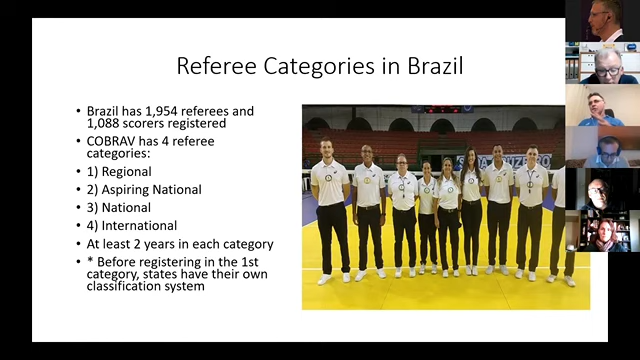 Referee Categories in Brazil
• Brazil has 1,954 referees and
1,088 scorers registered
• COBRAV has 4 referee
categories:
• 1) Regional
• 2) Aspiring National
• 3) National
• 4) International
• At least 2 years in each category
• * Before registering in the 1st
category, states have their own
classification system